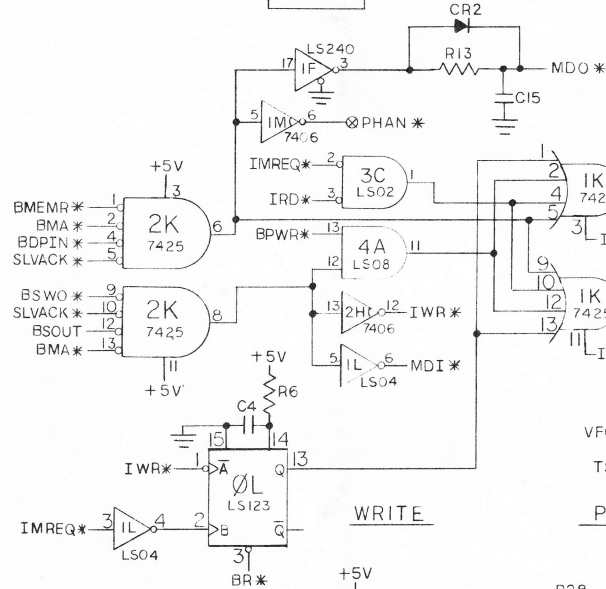 CR2
LS240
17 1F 3
R13
MDO*
C15
5 1M 6
7406
PHAN*
+5V
3
IMREQ* 2
3C 1
LS02
IRD* 3
1
2
4
5
1K
3
BMEMR* 1
BMA* 2
BDPIN* 4
SLVACK* 5
2K
7425
6
BPWR* 13
12
4A
LS08
11
BSWO* 9
SLVACK* 10
BSOUT 12
BMA* 13
2K
7425
8
11
+5V
13 2H 12
7406
IWR*
5 1L 6
LS04
MDI*
9
10
12
13
1K
7425
11
+5V
R6
C4
15 14
IWR* 1
A
Q 13
ØL
LS123
IMREQ* 3 1L 4
LS04
2 B
Q
3
BR*
WRITE
+5V